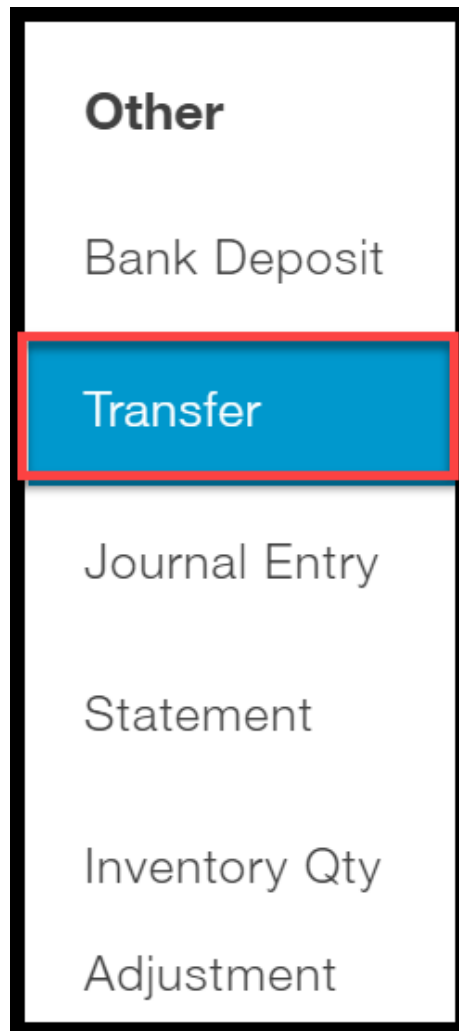 Other
Bank Deposit
Transfer
Journal Entry
Statement
Inventory Qty
Adjustment